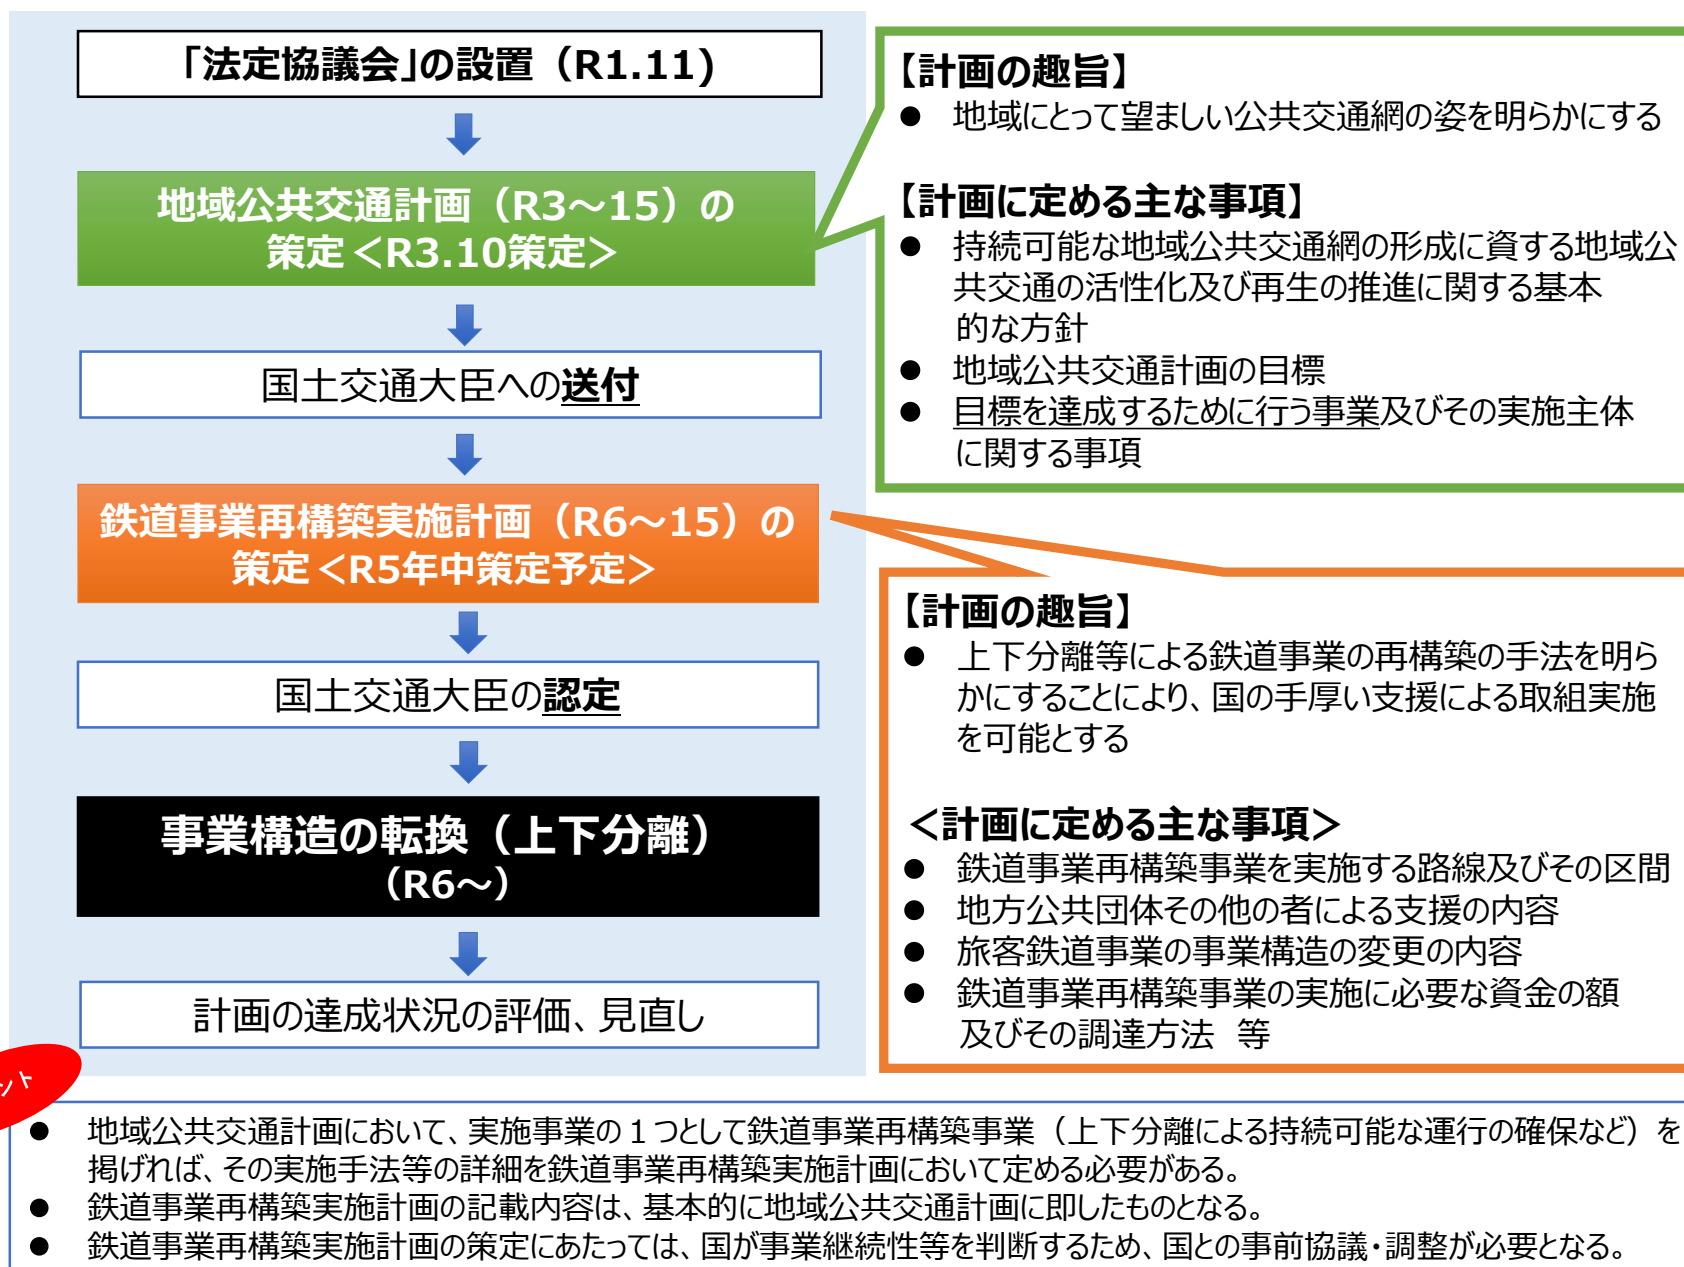 「法定協議会」の設置（R1.11)
地域公共交通計画（R3～15）の
策定＜R3.10策定＞
国土交通大臣への送付
鉄道事業再構築実施計画（R6～15）の
策定＜R5年中策定予定＞
国土交通大臣の認定
事業構造の転換（上下分離）
（R6～）
計画の達成状況の評価、見直し
【計画の趣旨】
● 地域にとって望ましい公共交通網の姿を明らかにする
【計画に定める主な事項】
● 持続可能な地域公共交通網の形成に資する地域公
共交通の活性化及び再生の推進に関する基本
的な方針
● 地域公共交通計画の目標
● 目標を達成するために行う事業及びその実施主体
に関する事項
【計画の趣旨】
● 上下分離等による鉄道事業の再構築の手法を明ら
かにすることにより、国の手厚い支援による取組実施
を可能とする
＜計画に定める主な事項＞
● 鉄道事業再構築事業を実施する路線及びその区間
● 地方公共団体その他の者による支援の内容
● 旅客鉄道事業の事業構造の変更の内容
● 鉄道事業再構築事業の実施に必要な資金の額
及びその調達方法　等
ント
● 地域公共交通計画において、実施事業の１つとして鉄道事業再構築事業（上下分離による持続可能な運行の確保など）を
掲げれば、その実施手法等の詳細を鉄道事業再構築実施計画において定める必要がある。
● 鉄道事業再構築実施計画の記載内容は、基本的に地域公共交通計画に即したものとなる。
● 鉄道事業再構築実施計画の策定にあたっては、国が事業継続性等を判断するため、国との事前協議・調整が必要となる。